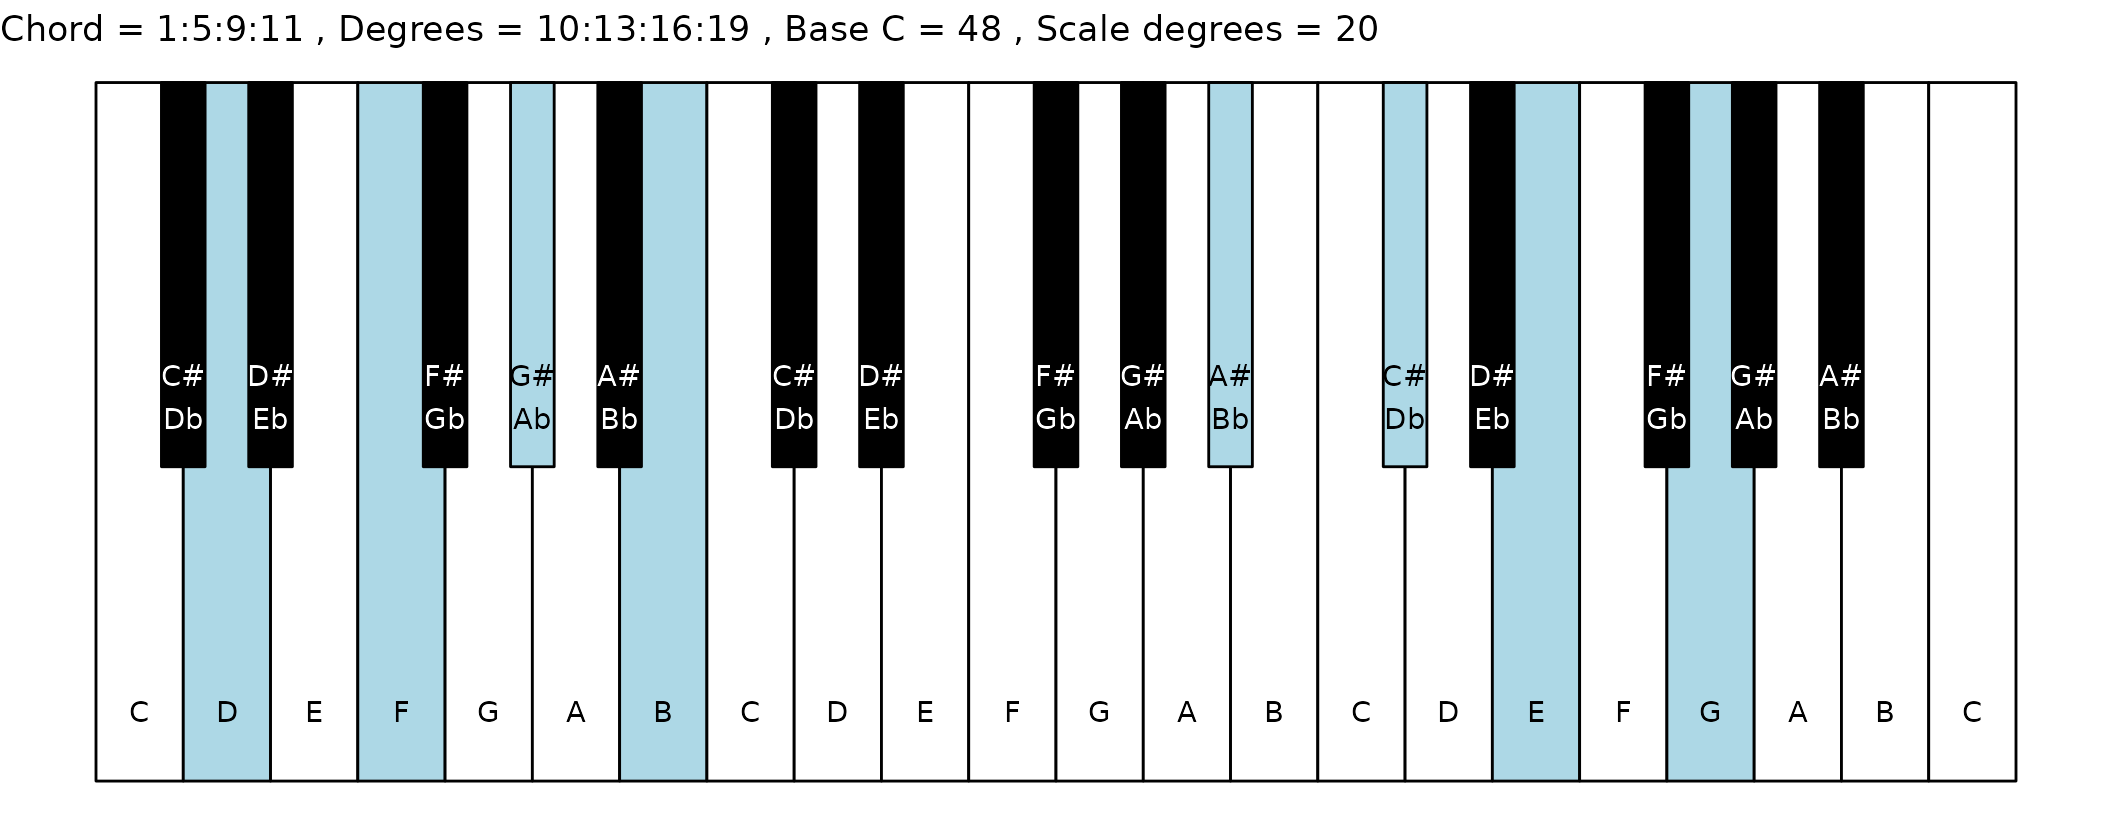 Chord = 1:5:9:11 , Degrees = 10:13:16:19 , Base C = 48 , Scale degrees = 20
C# D# F# G# A# C# D# F# G# A# C# D# F# G# A#
Db Eb Gb Ab Bb Db Eb Gb Ab Bb Db Eb Gb Ab Bb
C D E F G A B C D E F G A B C D E F G A B C